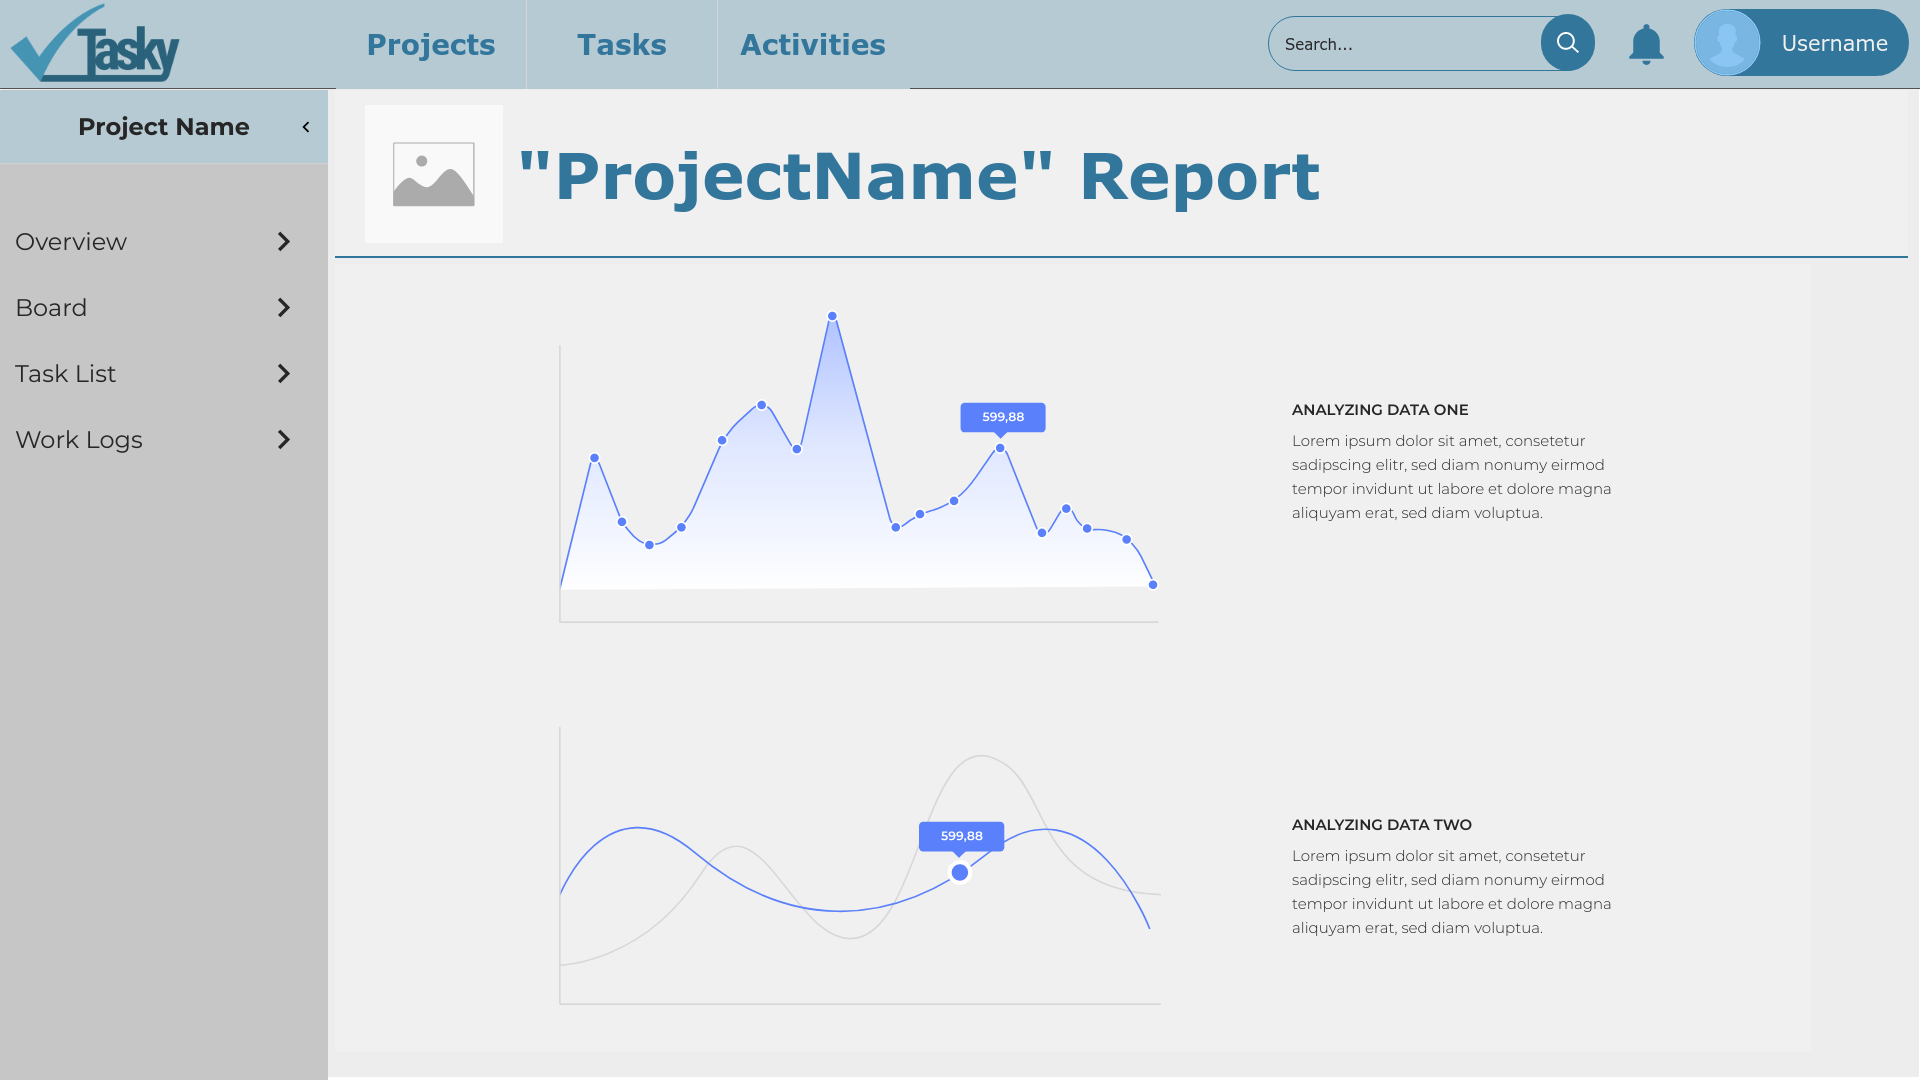 Tasky
Projects
Tasks
Activities
Search...
Username
Project Name
"ProjectName" Report
Overview
Board
Task List
Work Logs
599,88
ANALYZING DATA ONE
Lorem ipsum dolor sit amet, consetetur
sadipscing elitr, sed diam nonumy eirmod
tempor invidunt ut labore et dolore magna
aliquyam erat, sed diam voluptua.
599,88
ANALYZING DATA TWO
Lorem ipsum dolor sit amet, consetetur
sadipscing elitr, sed diam nonumy eirmod
tempor invidunt ut labore et dolore magna
aliquyam erat, sed diam voluptua.